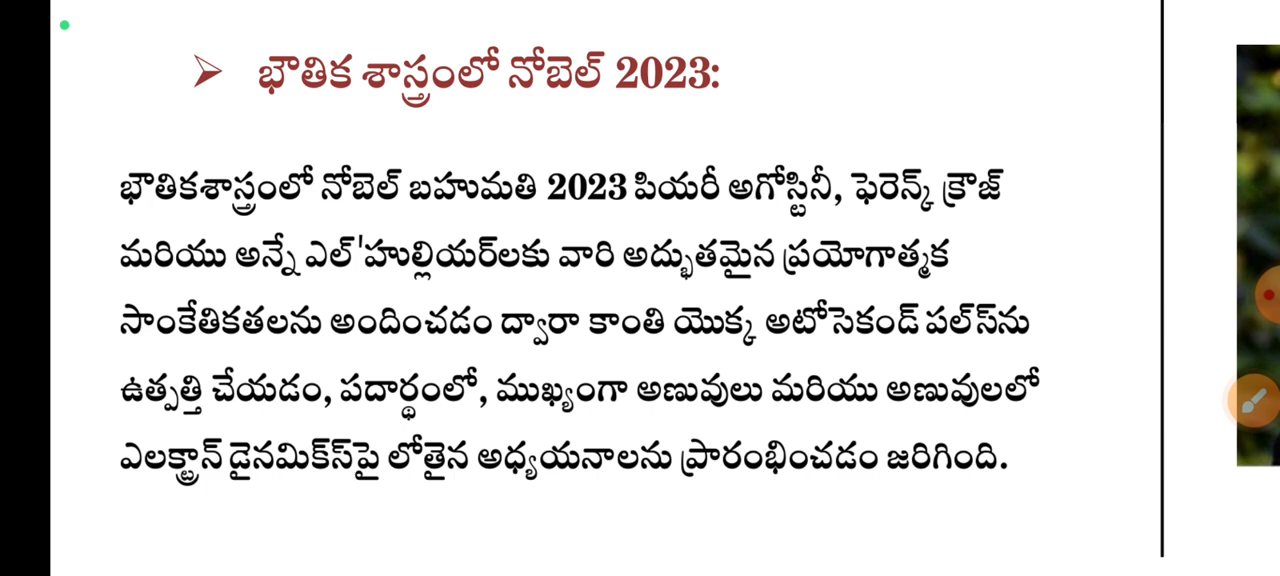 ➢ భౌతిక శాస్త్రంలో నోబెల్ 2023:
భౌతికశాస్త్రంలో నోబెల్ బహుమతి 2023 పియరీ అగోస్టినీ, ఫెరెన్క్ క్రౌజ్
మరియు అన్నే ఎల్'హుల్లియర్‌లకు వారి అద్భుతమైన ప్రయోగాత్మక
సాంకేతికతలను అందించడం ద్వారా కాంతి యొక్క అటోసెకండ్ పల్స్‌ను
ఉత్పత్తి చేయడం, పదార్థంలో, ముఖ్యంగా అణువులు మరియు అణువులలో
ఎలక్ట్రాన్ డైనమిక్స్‌పై లోతైన అధ్యయనాలను ప్రారంభించడం జరిగింది.